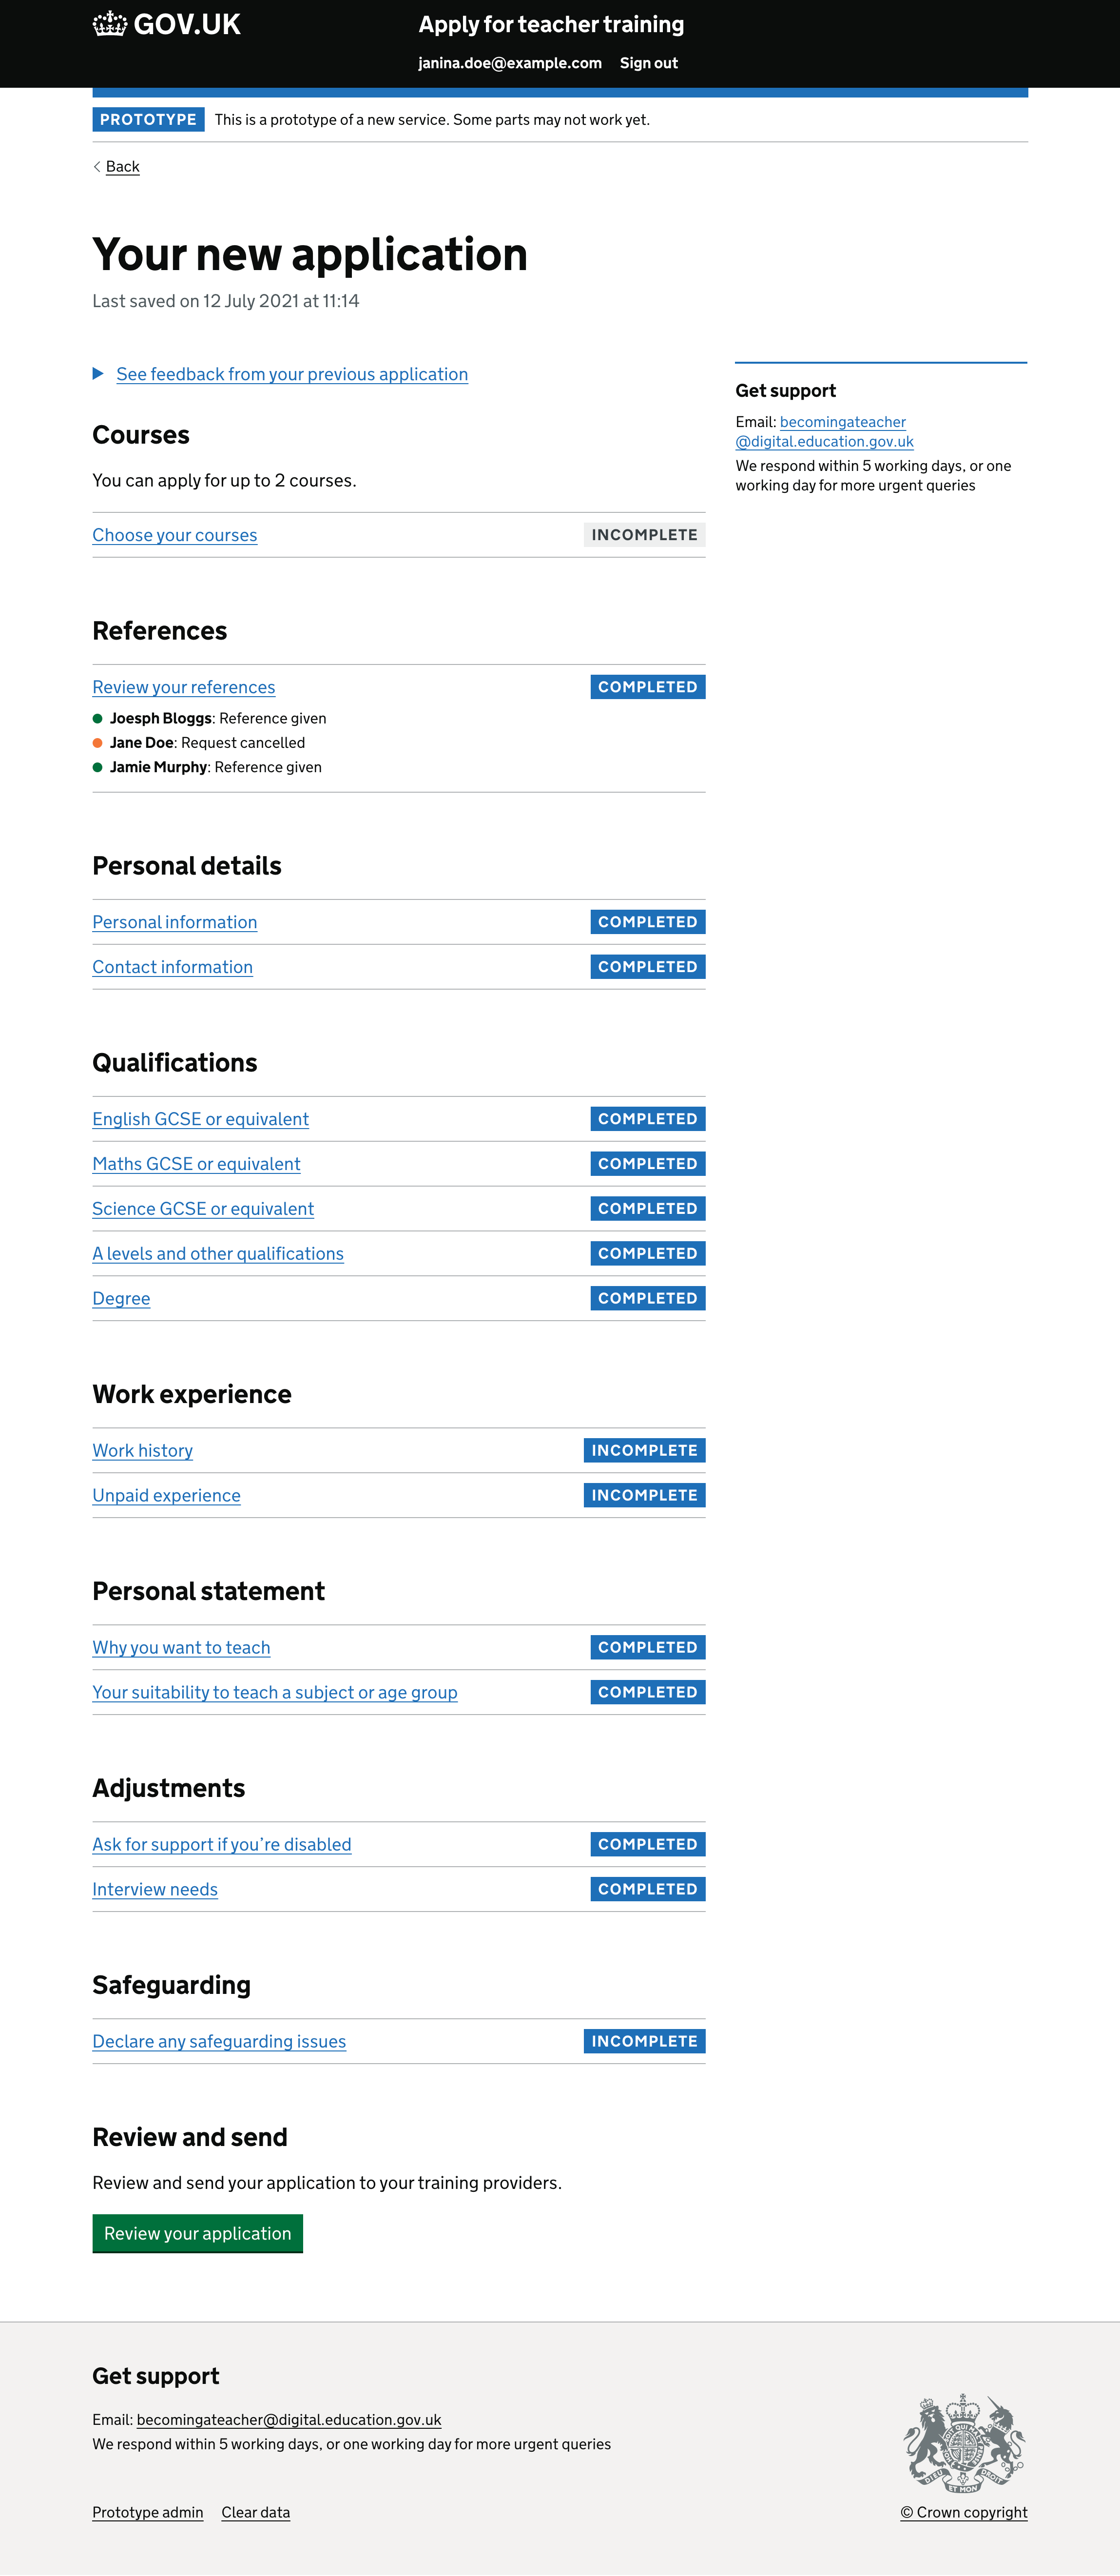 GOV.UK
Apply for teacher training
janina.doe@example.com Sign out
PROTOTYPE This is a prototype of a new service. Some parts may not work yet.
Back
Your new application
Last saved on 12 July 2021 at 11:14
See feedback from your previous application
Courses
You can apply for up to 2 courses.
Choose your courses INCOMPLETE
References
Review your references COMPLETED
Joesph Bloggs: Reference given
Jane Doe: Request cancelled
Jamie Murphy: Reference given
Personal details
Personal information COMPLETED
Contact information COMPLETED
Qualifications
English GCSE or equivalent COMPLETED
Maths GCSE or equivalent COMPLETED
Science GCSE or equivalent COMPLETED
A levels and other qualifications COMPLETED
Degree COMPLETED
Work experience
Work history INCOMPLETE
Unpaid experience INCOMPLETE
Personal statement
Why you want to teach COMPLETED
Your suitability to teach a subject or age group COMPLETED
Adjustments
Ask for support if you’re disabled COMPLETED
Interview needs COMPLETED
Safeguarding
Declare any safeguarding issues INCOMPLETE
Review and send
Review and send your application to your training providers.
Review your application
Get support
Email: becomingateacher
@digital.education.gov.uk
We respond within 5 working days, or one
working day for more urgent queries
Get support
Email: becomingateacher@digital.education.gov.uk
We respond within 5 working days, or one working day for more urgent queries
Prototype admin Clear data
DIEU ET MON DROIT
© Crown copyright